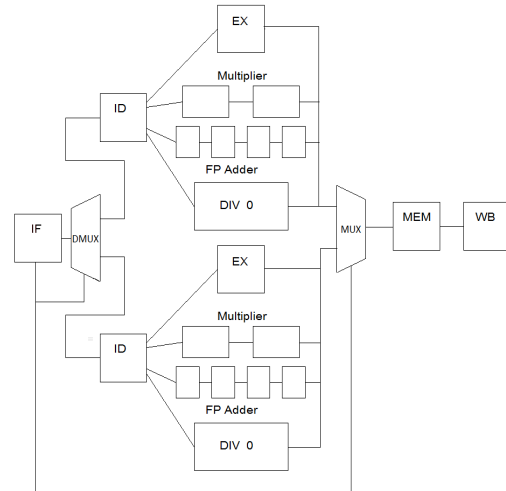 EX
Multiplier
ID
FP Adder
DIV 0
IF
DMUX
MUX
MEM
WB
EX
Multiplier
ID
FP Adder
DIV 0